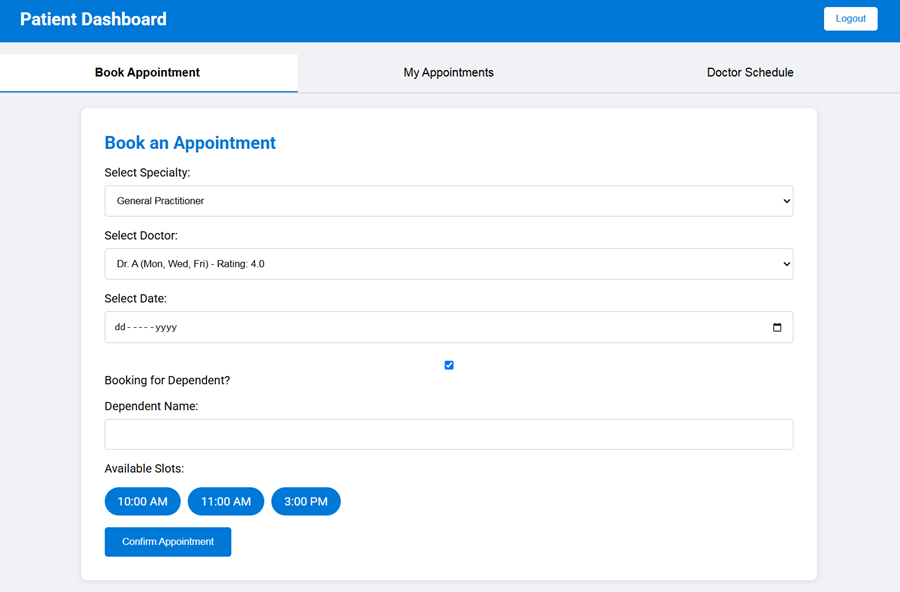 Patient Dashboard
Logout
Book Appointment
My Appointments
Doctor Schedule
Book an Appointment
Select Specialty:
General Practitioner
Select Doctor:
Dr. A (Mon, Wed, Fri) - Rating: 4.0
Select Date:
dd-----yyyy
Booking for Dependent?
Dependent Name:
Available Slots:
10:00 AM
11:00 AM
3:00 PM
Confirm Appointment